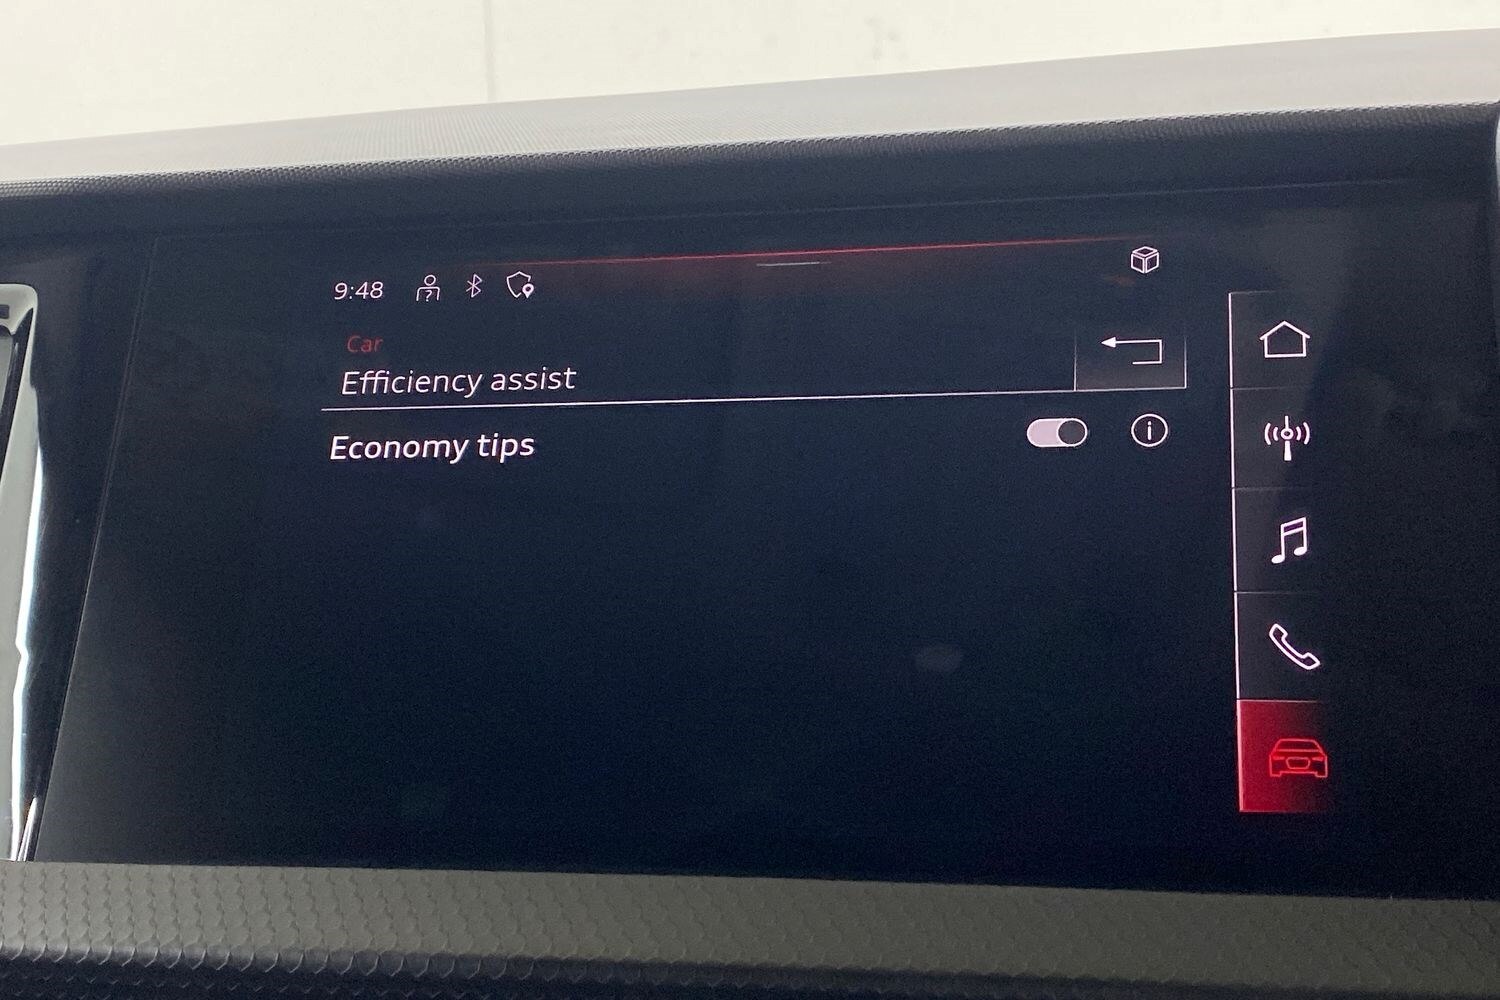 9:48
Car
Efficiency assist
Economy tips